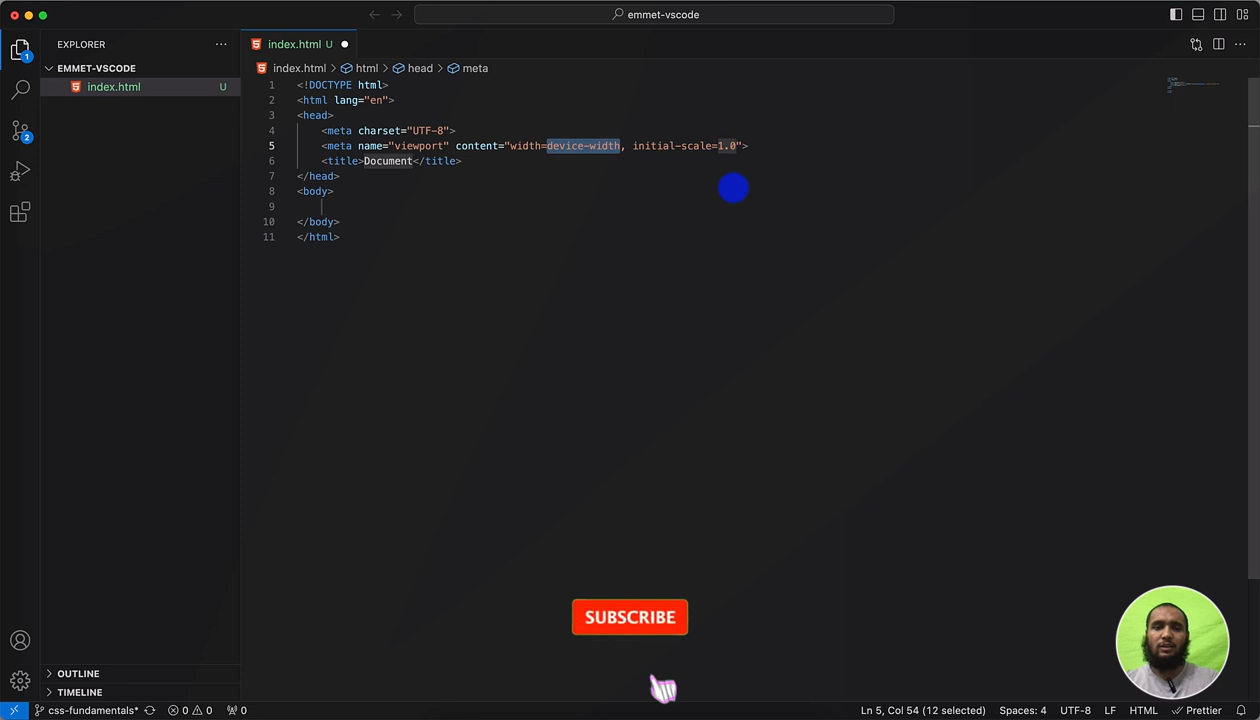 emmet-vscode
EXPLORER
index.html U
EMMET-VSCODE
index.html > html > head > meta
index.html U
1 <!DOCTYPE html>
2 <html lang="en">
3 <head>
4 <meta charset="UTF-8">
5 <meta name="viewport" content="width=device-width, initial-scale=1.0">
6 <title>Document</title>
7 </head>
8 <body>
9
10 </body>
11 </html>
1
2
SUBSCRIBE
OUTLINE
TIMELINE
css-fundamentals* 0 0 0 Ln 5, Col 54 (12 selected) Spaces: 4 UTF-8 LF HTML Prettier